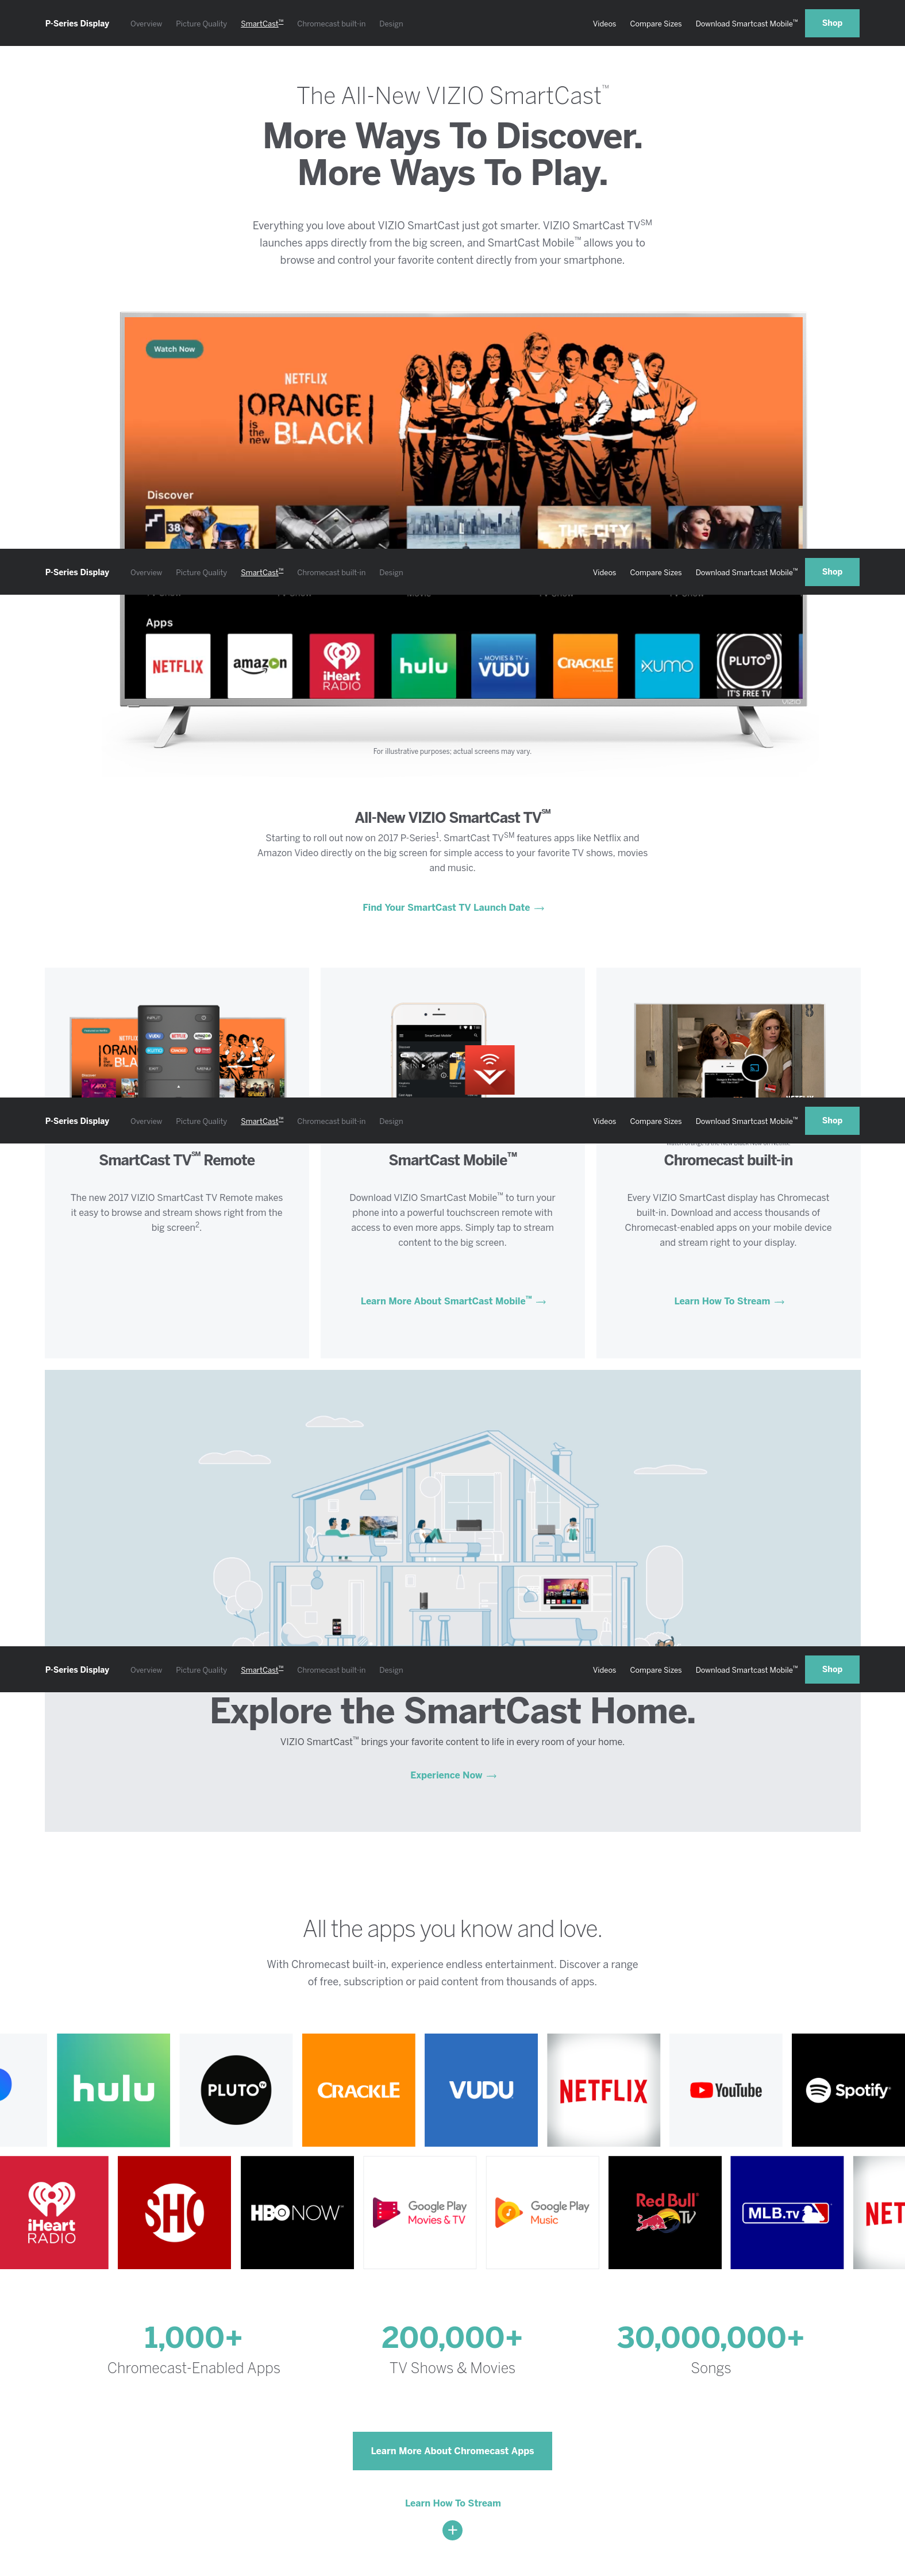 P-Series Display Overview Picture Quality SmartCast™ Chromecast built-in Design Videos Compare Sizes Download Smartcast Mobile™ Shop
The All-New VIZIO SmartCast™
More Ways To Discover.
More Ways To Play.
Everything you love about VIZIO SmartCast just got smarter. VIZIO SmartCast TV℠
launches apps directly from the big screen, and SmartCast Mobile™ allows you to
browse and control your favorite content directly from your smartphone.
Watch Now
NETFLIX
ORANGE
is the new BLACK
Discover
38
THE CITY
P-Series Display Overview Picture Quality SmartCast™ Chromecast built-in Design Videos Compare Sizes Download Smartcast Mobile™ Shop
Apps
NETFLIX amazon iHeart RADIO hulu MOVIES & TV VUDU CRACKLE XUMO PLUTO TV IT'S FREE TV
VIZIO
For illustrative purposes; actual screens may vary.
All-New VIZIO SmartCast TV℠
Starting to roll out now on 2017 P-Series¹. SmartCast TV℠ features apps like Netflix and
Amazon Video directly on the big screen for simple access to your favorite TV shows, movies
and music.
Find Your SmartCast TV Launch Date →
INPUT
MENU
SmartCast Mobile
P-Series Display Overview Picture Quality SmartCast™ Chromecast built-in Design Videos Compare Sizes Download Smartcast Mobile™ Shop
SmartCast TV℠ Remote
The new 2017 VIZIO SmartCast TV Remote makes
it easy to browse and stream shows right from the
big screen².
SmartCast Mobile™
Download VIZIO SmartCast Mobile™ to turn your
phone into a powerful touchscreen remote with
access to even more apps. Simply tap to stream
content to the big screen.
Learn More About SmartCast Mobile™ →
Chromecast built-in
Every VIZIO SmartCast display has Chromecast
built-in. Download and access thousands of
Chromecast-enabled apps on your mobile device
and stream right to your display.
Learn How To Stream →
P-Series Display Overview Picture Quality SmartCast™ Chromecast built-in Design Videos Compare Sizes Download Smartcast Mobile™ Shop
Explore the SmartCast Home.
VIZIO SmartCast™ brings your favorite content to life in every room of your home.
Experience Now →
All the apps you know and love.
With Chromecast built-in, experience endless entertainment. Discover a range
of free, subscription or paid content from thousands of apps.
hulu PLUTO TV CRACKLE VUDU NETFLIX YouTube Spotify
iHeart RADIO SHO HBO NOW Google Play Movies & TV Google Play Music Red Bull TV MLB.TV NET
1,000+ 200,000+ 30,000,000+
Chromecast-Enabled Apps TV Shows & Movies Songs
Learn More About Chromecast Apps
Learn How To Stream